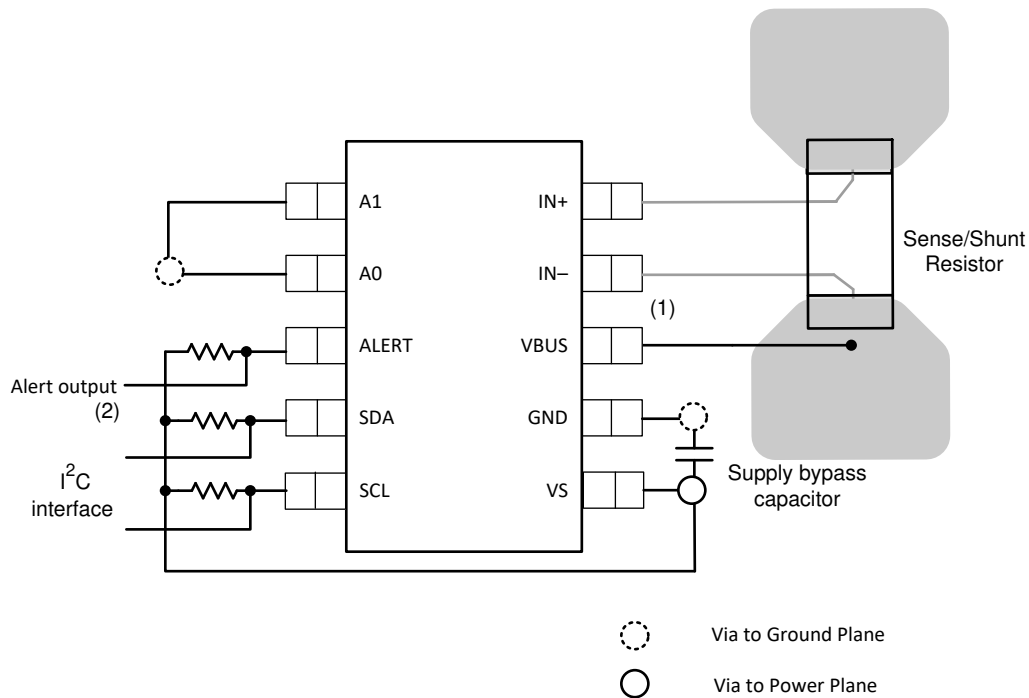 A1
IN+
Sense/Shunt
Resistor
A0
IN–
(1)
ALERT
VBUS
Alert output
(2)
SDA
GND
I²C
interface
SCL
VS
Supply bypass
capacitor
Via to Ground Plane
Via to Power Plane